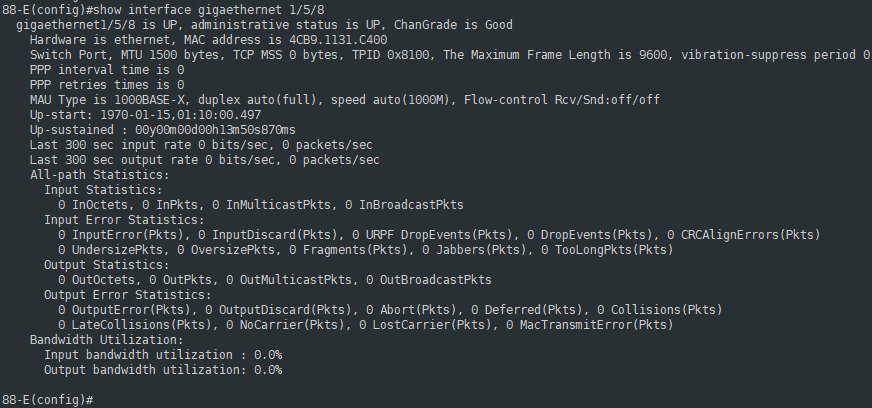 88-E(config)#show interface gigaethernet 1/5/8
gigaethernet1/5/8 is UP, administrative status is UP, ChanGrade is Good
Hardware is ethernet, MAC address is 4CB9.1131.C400
Switch Port, MTU 1500 bytes, TCP MSS 0 bytes, TPID 0x8100, The Maximum Frame Length is 9600, vibration-suppress period 0
PPP interval time is 0
PPP retries times is 0
MAU Type is 1000BASE-X, duplex auto(full), speed auto(1000M), Flow-control Rcv/Snd:off/off
Up-start: 1970-01-15,01:10:00.497
Up-sustained : 00y00m00d00h13m50s870ms
Last 300 sec input rate 0 bits/sec, 0 packets/sec
Last 300 sec output rate 0 bits/sec, 0 packets/sec
All-path Statistics:
Input Statistics:
0 InOctets, 0 InPkts, 0 InMulticastPkts, 0 InBroadcastPkts
Input Error Statistics:
0 InputError(Pkts), 0 InputDiscard(Pkts), 0 URPF DropEvents(Pkts), 0 DropEvents(Pkts), 0 CRCAlignErrors(Pkts)
0 UndersizePkts, 0 OversizePkts, 0 Fragments(Pkts), 0 Jabbers(Pkts), 0 TooLongPkts(Pkts)
Output Statistics:
0 OutOctets, 0 OutPkts, 0 OutMulticastPkts, 0 OutBroadcastPkts
Output Error Statistics:
0 OutputError(Pkts), 0 OutputDiscard(Pkts), 0 Abort(Pkts), 0 Deferred(Pkts), 0 Collisions(Pkts)
0 LateCollisions(Pkts), 0 NoCarrier(Pkts), 0 LostCarrier(Pkts), 0 MacTransmitError(Pkts)
Bandwidth Utilization:
Input bandwidth utilization : 0.0%
Output bandwidth utilization: 0.0%
88-E(config)#